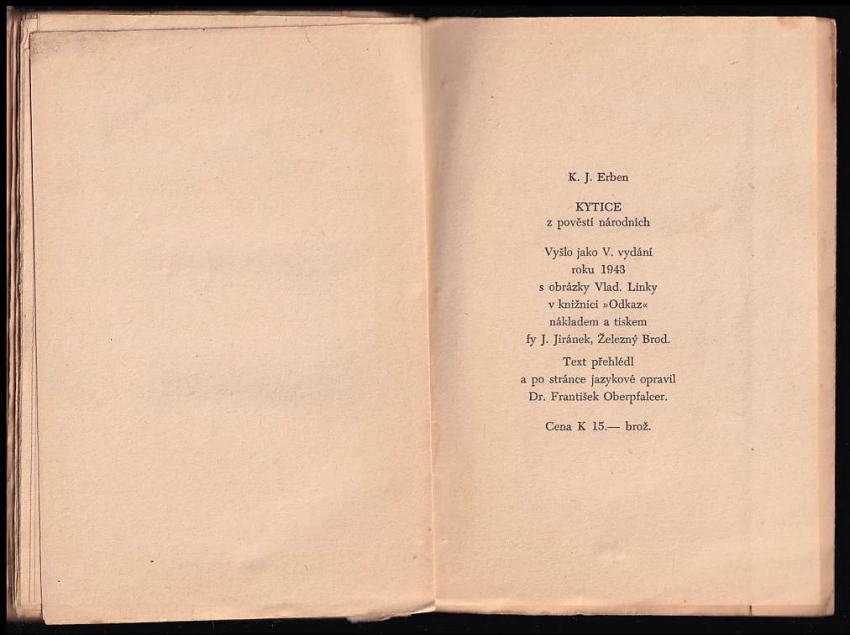 K. J. Erben
KYTICE
z pověstí národních
Vyšlo jako V. vydání
roku 1943
s obrázky Vlad. Linky
v knižnici »Odkaz«
nákladem a tiskem
fy J. Jiránek, Železný Brod.
Text přehlédl
a po stránce jazykové opravil
Dr. František Oberpfalcer.
Cena K 15.— brož.